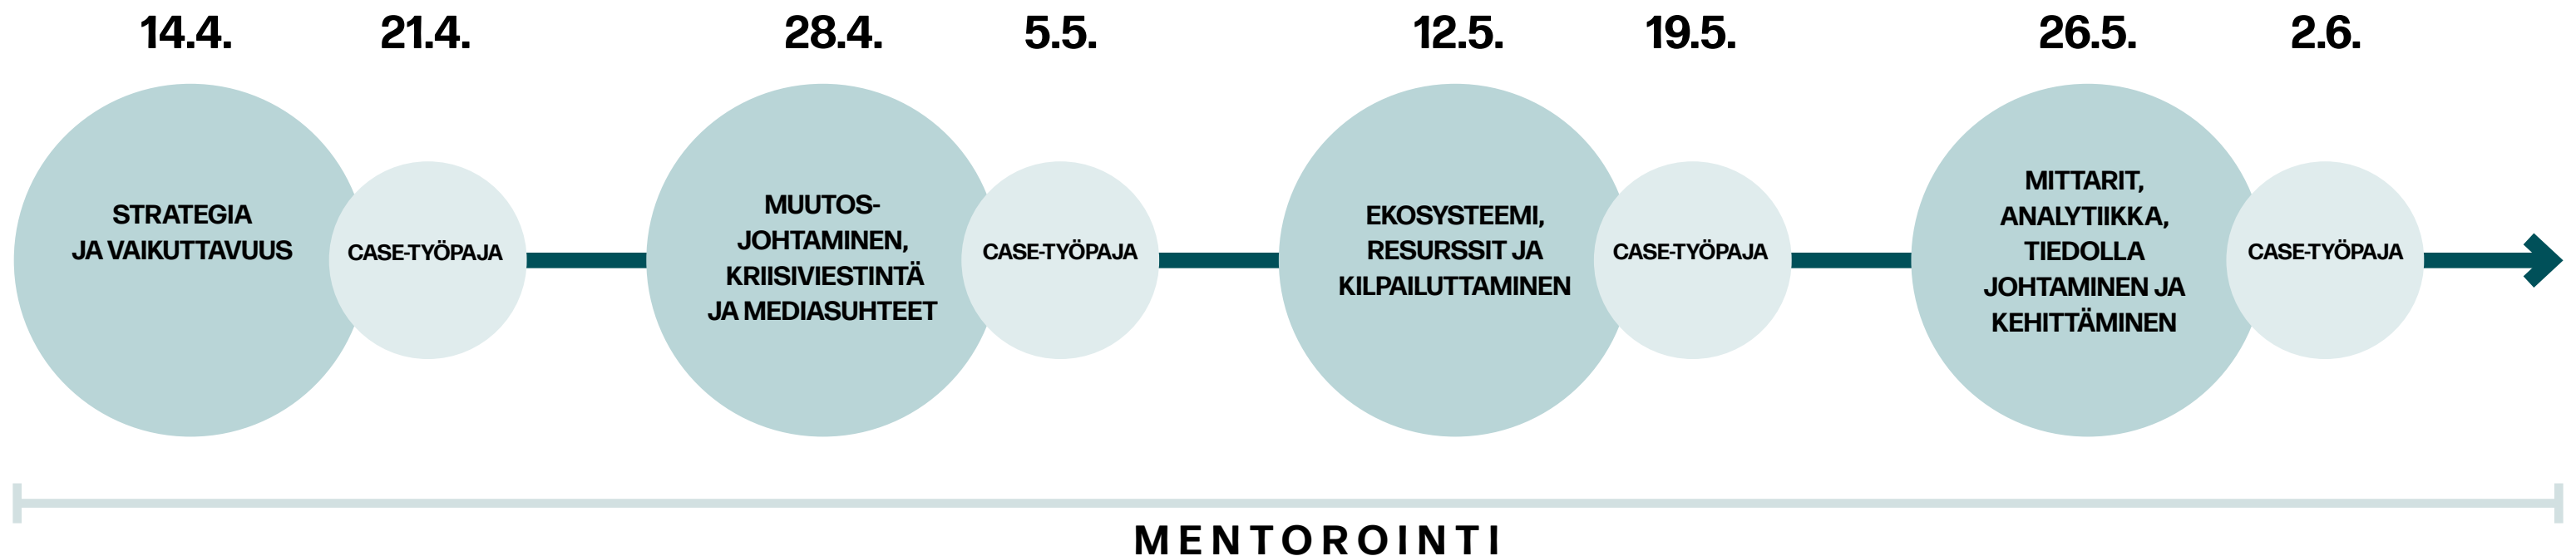 14.4.
21.4.
28.4.
5.5.
12.5.
19.5.
26.5.
2.6.
STRATEGIA
JA VAIKUTTAVUUS
CASE-TYÖPAJA
MUUTOS-
JOHTAMINEN,
KRIISIVIESTINTÄ
JA MEDIASUHTEET
CASE-TYÖPAJA
EKOSYSTEEMI,
RESURSSIT JA
KILPAILUTTAMINEN
CASE-TYÖPAJA
MITTARIT,
ANALYTIIKKA,
TIEDOLLA
JOHTAMINEN JA
KEHITTÄMINEN
CASE-TYÖPAJA
MENTOROINTI